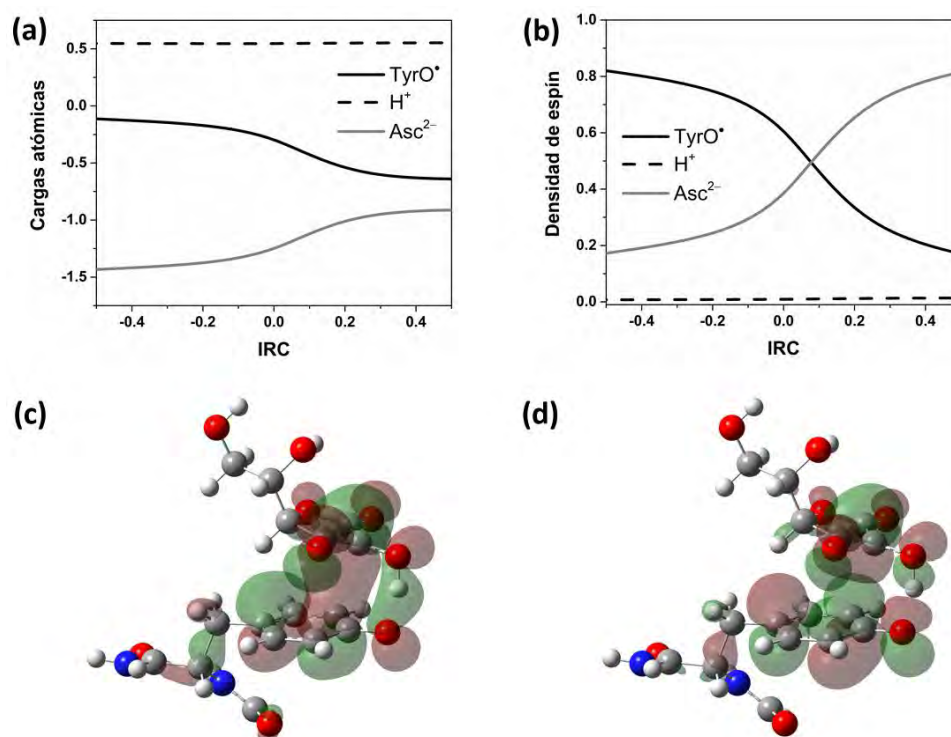 (a)
Cargas atómicas
0.5
0.0
-0.5
-1.0
-1.5
TyrO•
H+
Asc2−
-0.4 -0.2 0.0 0.2 0.4
IRC
(b)
Densidad de espín
1.0
0.8
0.6
0.4
0.2
0.0
TyrO•
H+
Asc2−
-0.4 -0.2 0.0 0.2 0.4
IRC
(c)
(d)